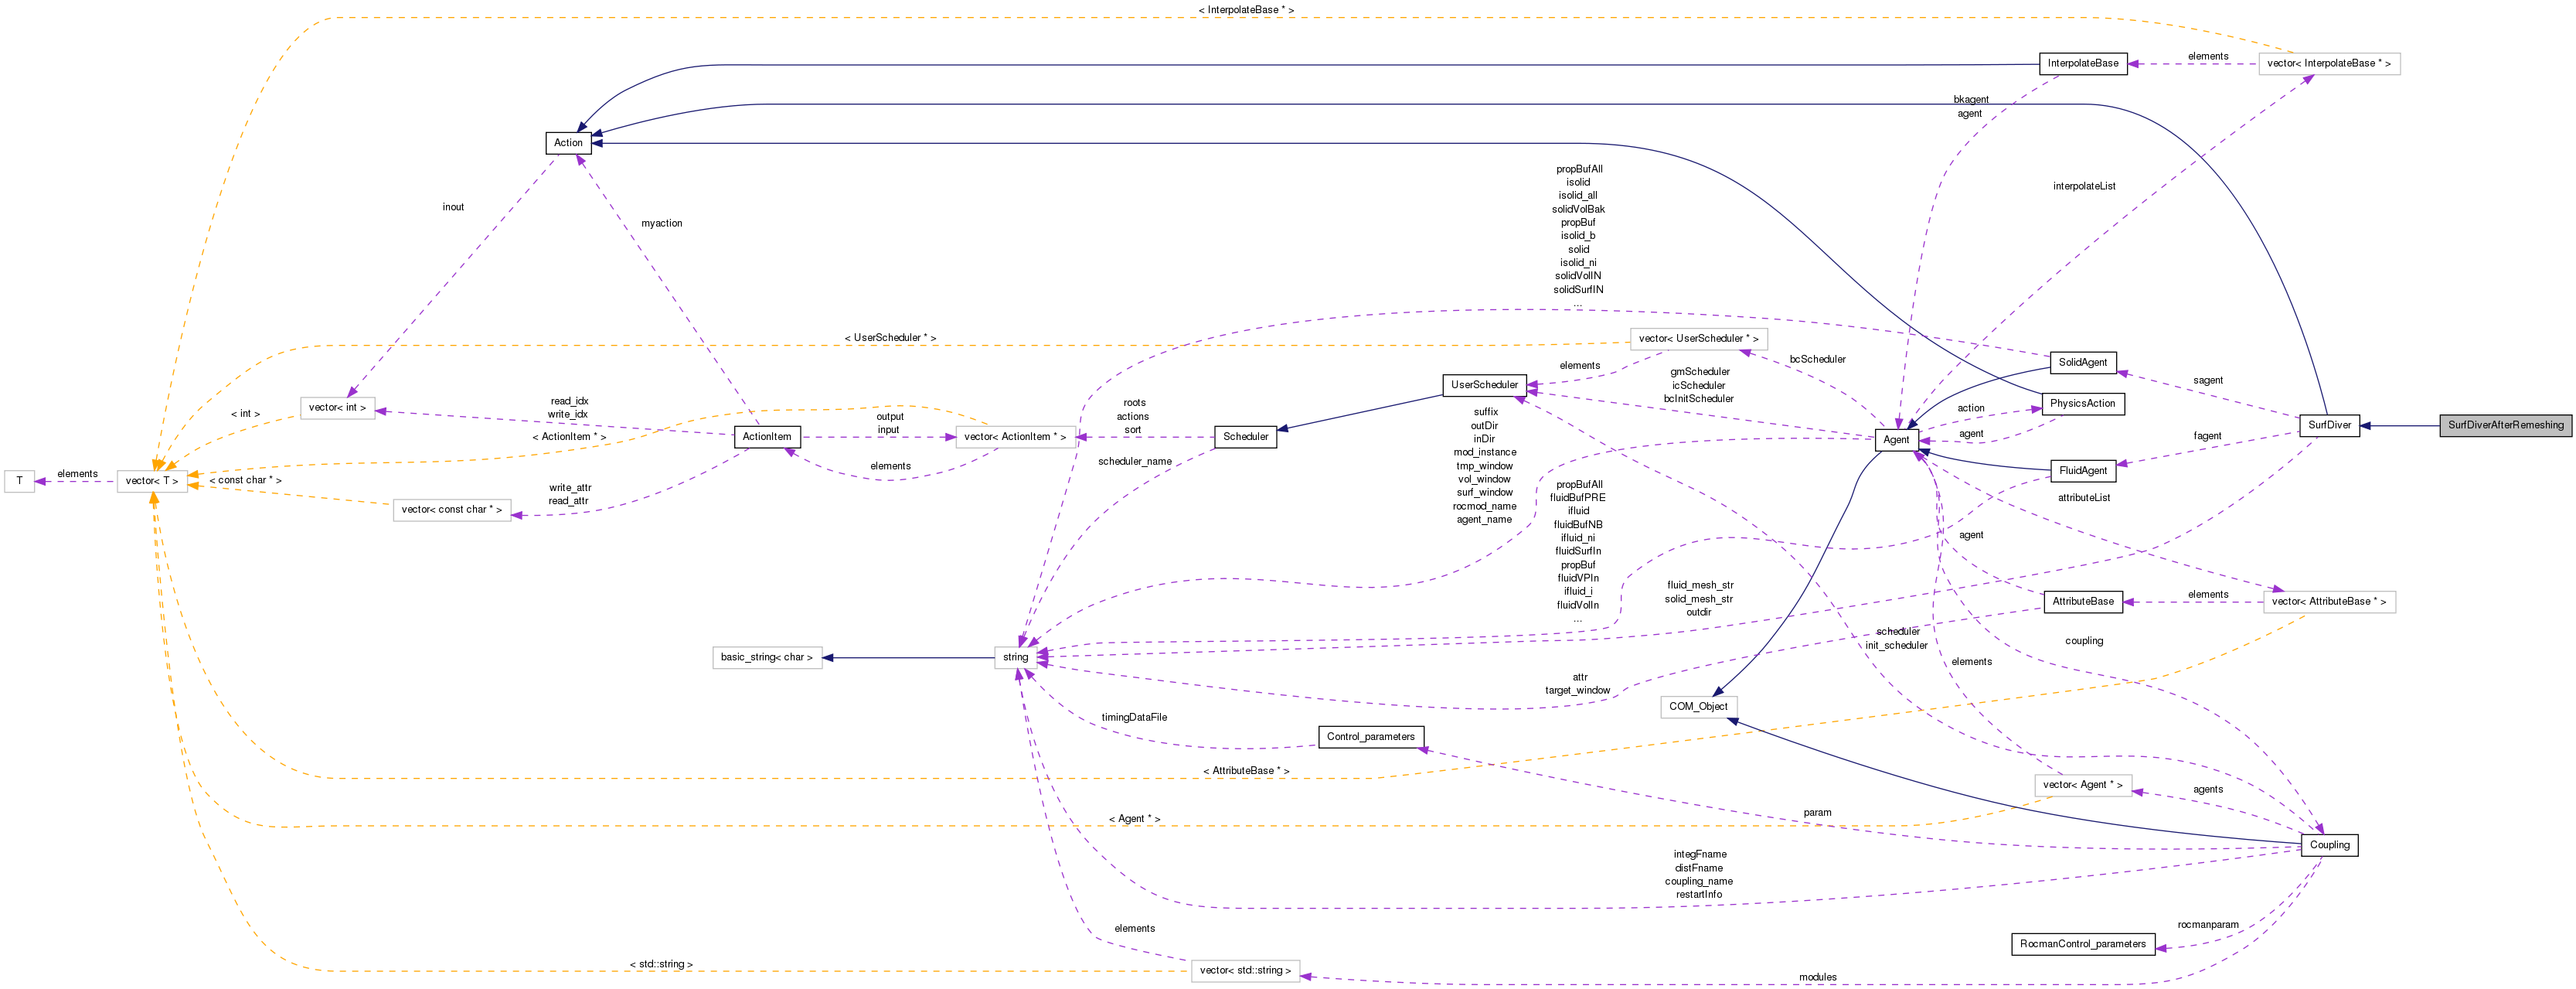 < InterpolateBase * >
InterpolateBase
elements
vector< InterpolateBase * >
bkagent
agent
Action
propBufAll
isolid
isolid_all
solidVolBak
propBuf
isolid_b
solid
isolid_ni
solidVolIN
solidSurfIN
...
interpolateList
inout
myaction
< UserScheduler * >
vector< UserScheduler * >
bcScheduler
SolidAgent
elements
gmScheduler
icScheduler
bcInitScheduler
sagent
UserScheduler
vector< int >
read_idx
write_idx
< int >
roots
actions
sort
action
PhysicsAction
suffix
outDir
inDir
mod_instance
tmp_window
vol_window
surf_window
rocmod_name
agent_name
output
input
< ActionItem * >
ActionItem
vector< ActionItem * >
Scheduler
agent
Agent
fagent
SurfDiver
SurfDiverAfterRemeshing
scheduler_name
elements
FluidAgent
T
elements
vector< T >
< const char * >
write_attr
read_attr
vector< const char * >
propBufAll
fluidBufPRE
ifluid
fluidBufNB
ifluid_ni
fluidSurfIn
propBuf
fluidVPIn
ifluid_i
fluidVolIn
...
attributeList
agent
fluid_mesh_str
solid_mesh_str
outdir
AttributeBase
elements
vector< AttributeBase * >
scheduler
init_scheduler
coupling
basic_string< char >
string
elements
attr
target_window
COM_Object
timingDataFile
Control_parameters
< AttributeBase * >
vector< Agent * >
agents
< Agent * >
param
Coupling
integFname
distFname
coupling_name
restartInfo
elements
rocmanparam
RocmanControl_parameters
< std::string >
vector< std::string >
modules